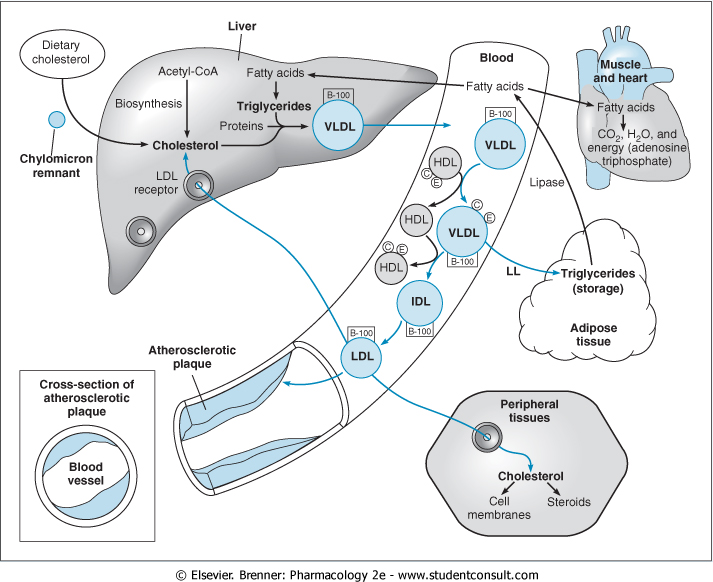 Dietary
cholesterol
Chylomicron
remnant
Liver
Acetyl-CoA
Biosynthesis
Fatty acids
Triglycerides
Proteins
Cholesterol
LDL
receptor
B-100
VLDL
Blood
Fatty acids
B-100
VLDL
HDL
C
E
HDL
C
E
VLDL
B-100
C
E
HDL
IDL
B-100
B-100
LDL
Muscle
and heart
Fatty acids
CO2, H2O, and
energy (adenosine
triphosphate)
Lipase
LL
Triglycerides
(storage)
Adipose
tissue
Atherosclerotic
plaque
Cross-section of
atherosclerotic
plaque
Blood
vessel
Peripheral
tissues
Cholesterol
Cell
membranes
Steroids
© Elsevier. Brenner: Pharmacology 2e - www.studentconsult.com